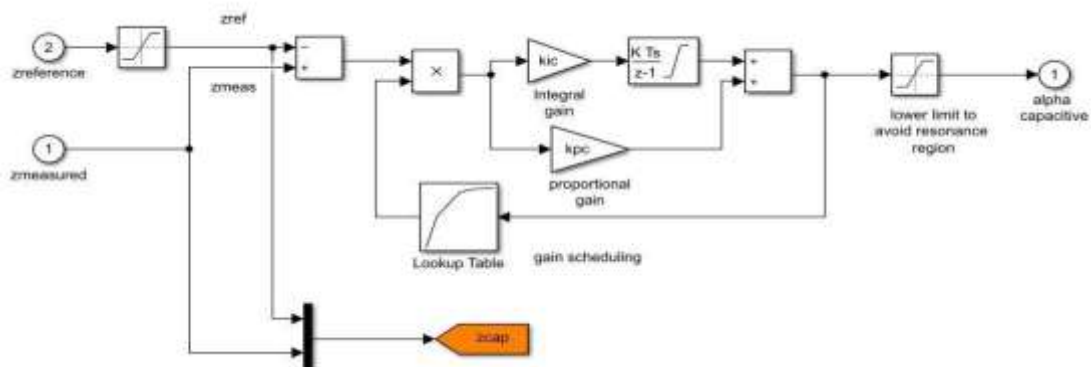 zref
2
zreference
zmeas
1
zmeasured
−
+
×
kic
Integral
gain
K Ts
z-1
+
+
kpc
proportional
gain
lower limit to
avoid resonance
region
1
alpha
capacitive
Lookup Table
gain scheduling
zcap